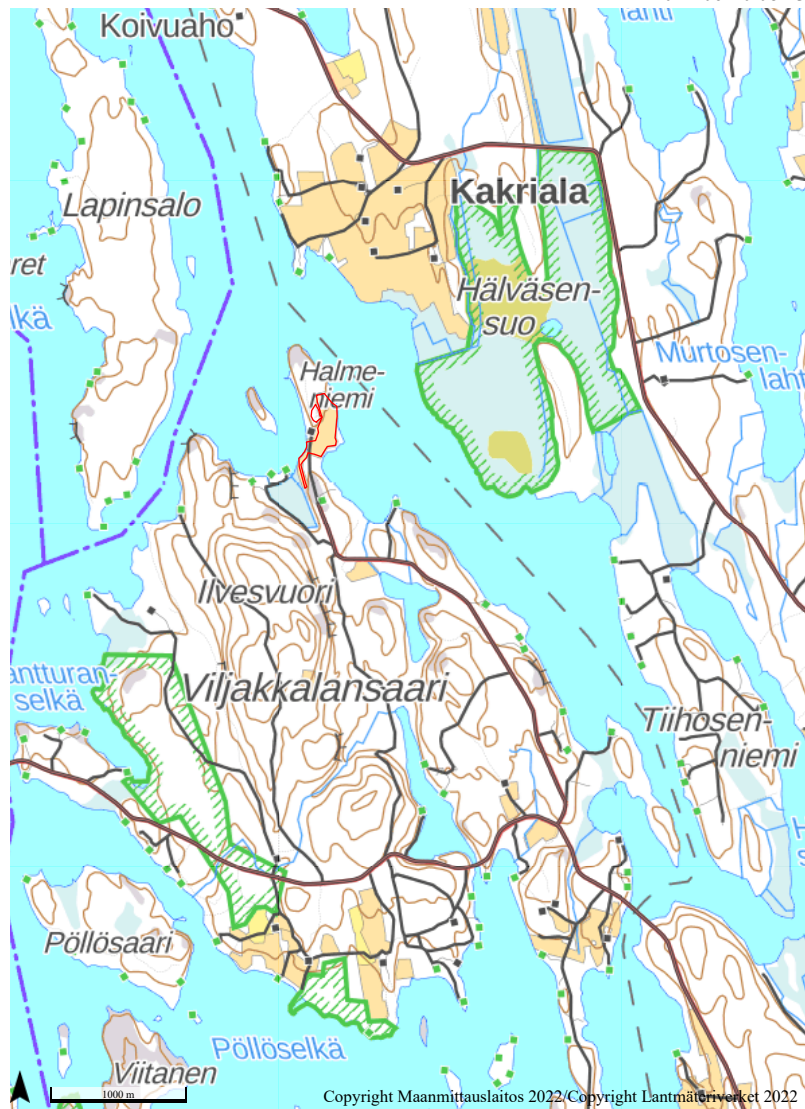 Koivuaho
lahti
Kakriala
Lapinsalo
ret
lkä
Hälväsen-
suo
Murtosen-
laht
Halme-
niemi
Ilvesvuori
antturan-
selkä
Viljakkalansaari
Tiihosen-
niemi
H
s
Pöllösaari
Pöllöselkä
Viitanen
1000 m
Copyright Maanmittauslaitos 2022/Copyright Lantmäteriverket 2022